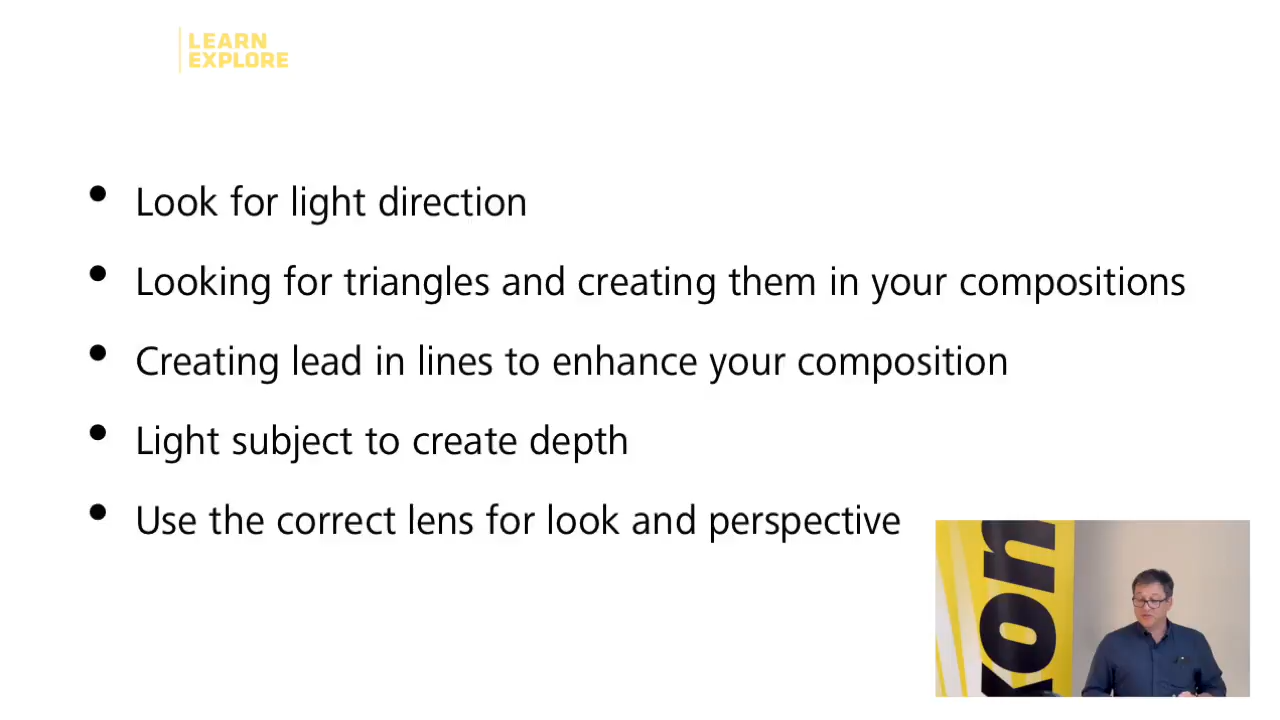 LEARN
EXPLORE
• Look for light direction
• Looking for triangles and creating them in your compositions
• Creating lead in lines to enhance your composition
• Light subject to create depth
• Use the correct lens for look and perspective
kon